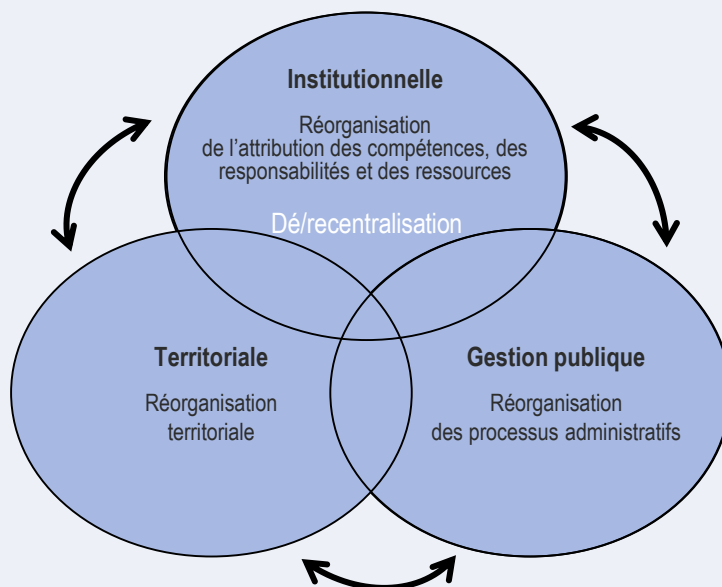 Institutionnelle
Réorganisation
de l'attribution des compétences, des
responsabilités et des ressources
Dé/recentralisation
Territoriale
Réorganisation
territoriale
Gestion publique
Réorganisation
des processus administratifs